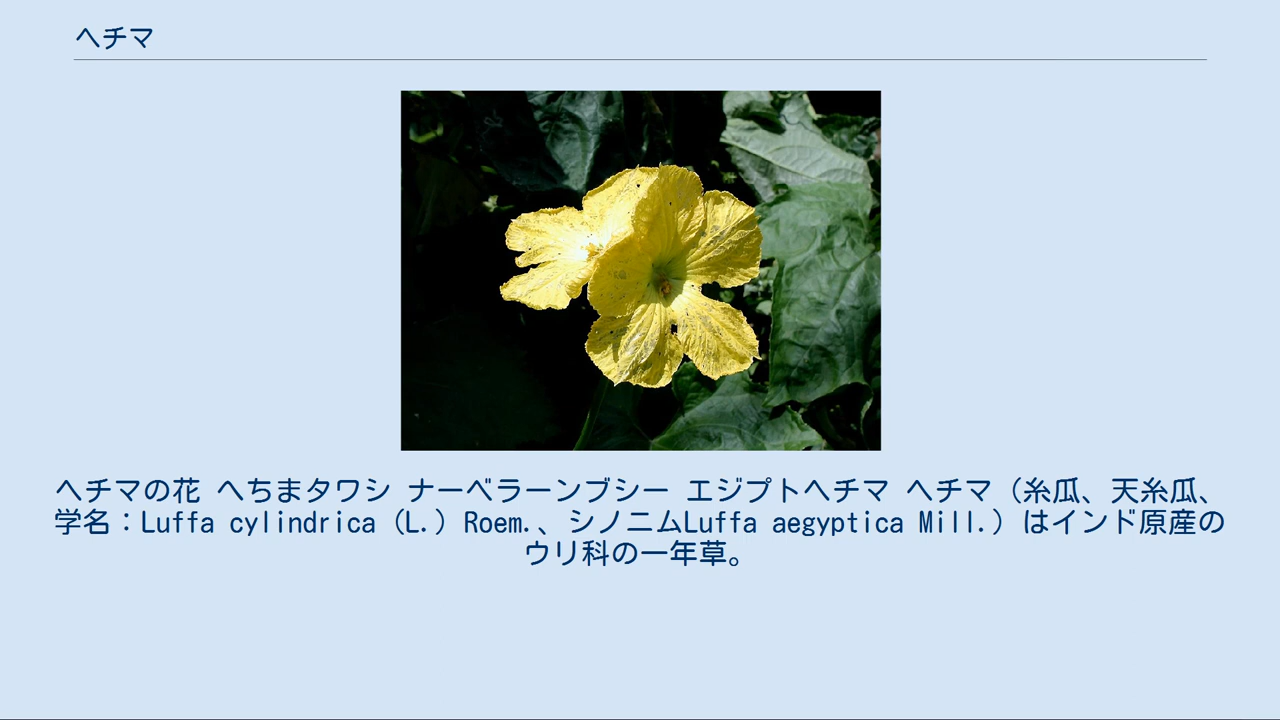 ヘチマ
ヘチマの花 へちまタワシ ナーベラーンブシー エジプトヘチマ ヘチマ（糸瓜、天糸瓜、
学名：Luffa cylindrica (L.) Roem.、シノニムLuffa aegyptica Mill.）はインド原産の
ウリ科の一年草。